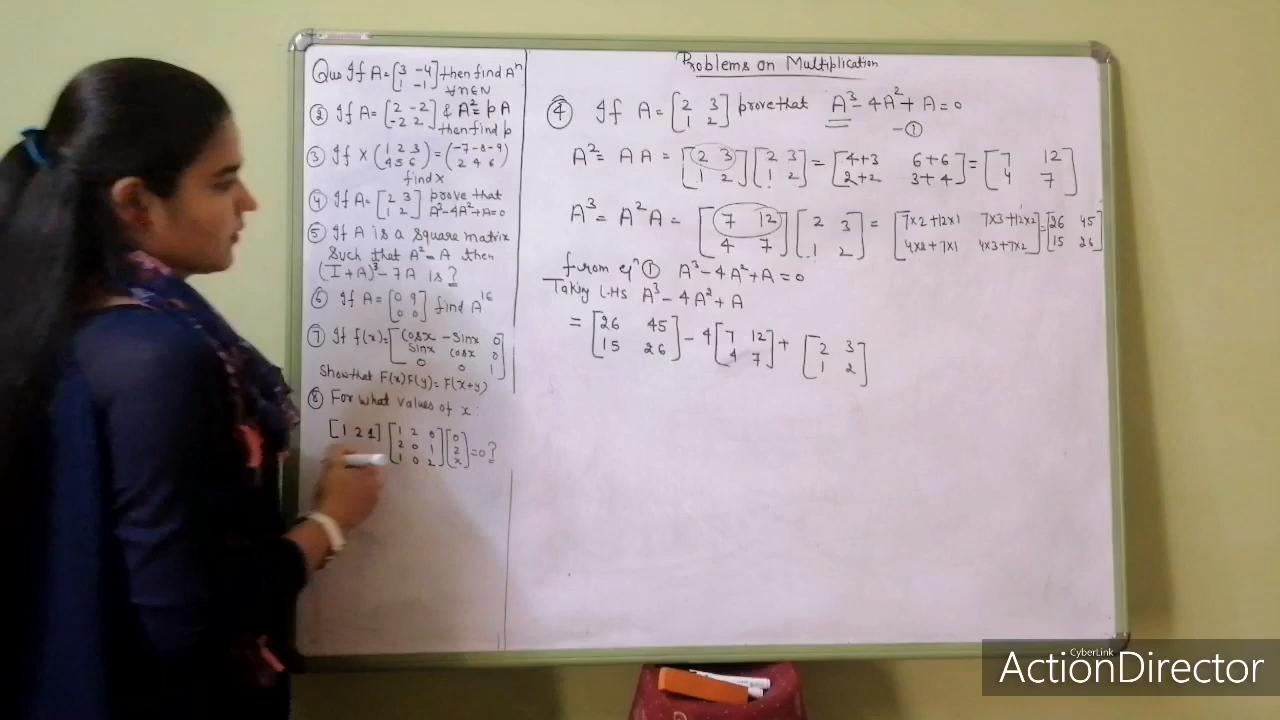 Que If A = [3 -4 1 -1] then find Aⁿ
∀ n ∈ N
② If A = [2 -2 -2 2] & A² = p A
then find p
③ If X (1 2 3 4 5 6) = (-7 -8 -9 2 4 6)
find X
④ If A = [2 3 1 2] prove that
A³-4A²+A=0
⑤ If A is a square matrix
Such that A² = A then
(I + A)³ - 7A is ?
⑥ If A = [0 9 0 0] find A¹⁶
⑦ If f(x) = [cosx -sinx 0
sinx cosx 0
0 0 1]
Show that F(x) F(y) = F(x+y)
⑧ For what values of x :
[1 2 1] [1 2 0 2 0 1 1 0 2] [0 2 x] = 0 ?
Problems on Multiplication
④ If A = [2 3 1 2] prove that A³ - 4A² + A = 0
- ①
A² = A A = [2 3 1 2] [2 3 1 2] = [4+3 6+6 2+2 3+4] = [7 12 4 7]
A³ = A² A = [7 12 4 7] [2 3 1 2] = [7×2+12×1 7×3+12×2 4×2+7×1 4×3+7×2] = [26 45 15 26]
from eqⁿ ① A³ - 4A² + A = 0
Taking LHS A³ - 4A² + A
= [26 45 15 26] - 4 [7 12 4 7] + [2 3 1 2]
CyberLink
ActionDirector